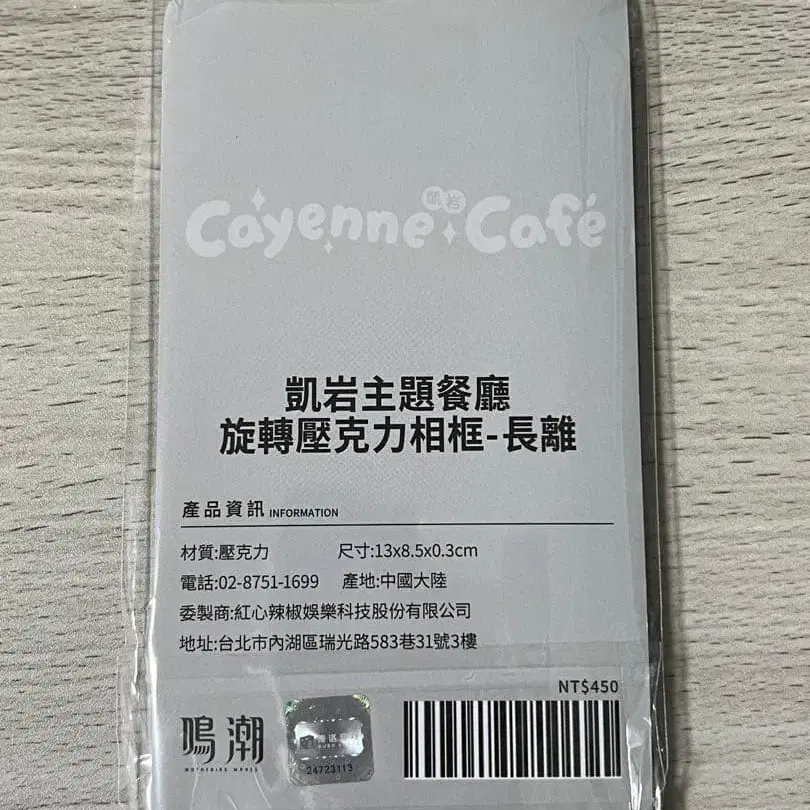 Cayenne Café
凱岩
凱岩主題餐廳
旋轉壓克力相框-長離
產品資訊 INFORMATION
材質:壓克力 尺寸:13x8.5x0.3cm
電話:02-8751-1699 產地:中國大陸
委製商:紅心辣椒娛樂科技股份有限公司
地址:台北市內湖區瑞光路583巷31號3樓
NT$450
鳴潮
WUTHERING WAVES
24723113